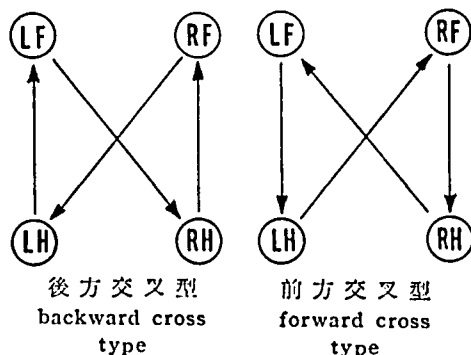 LF RF LF RF
LH RH LH RH
後方交叉型 前方交叉型
backward cross forward cross
type type